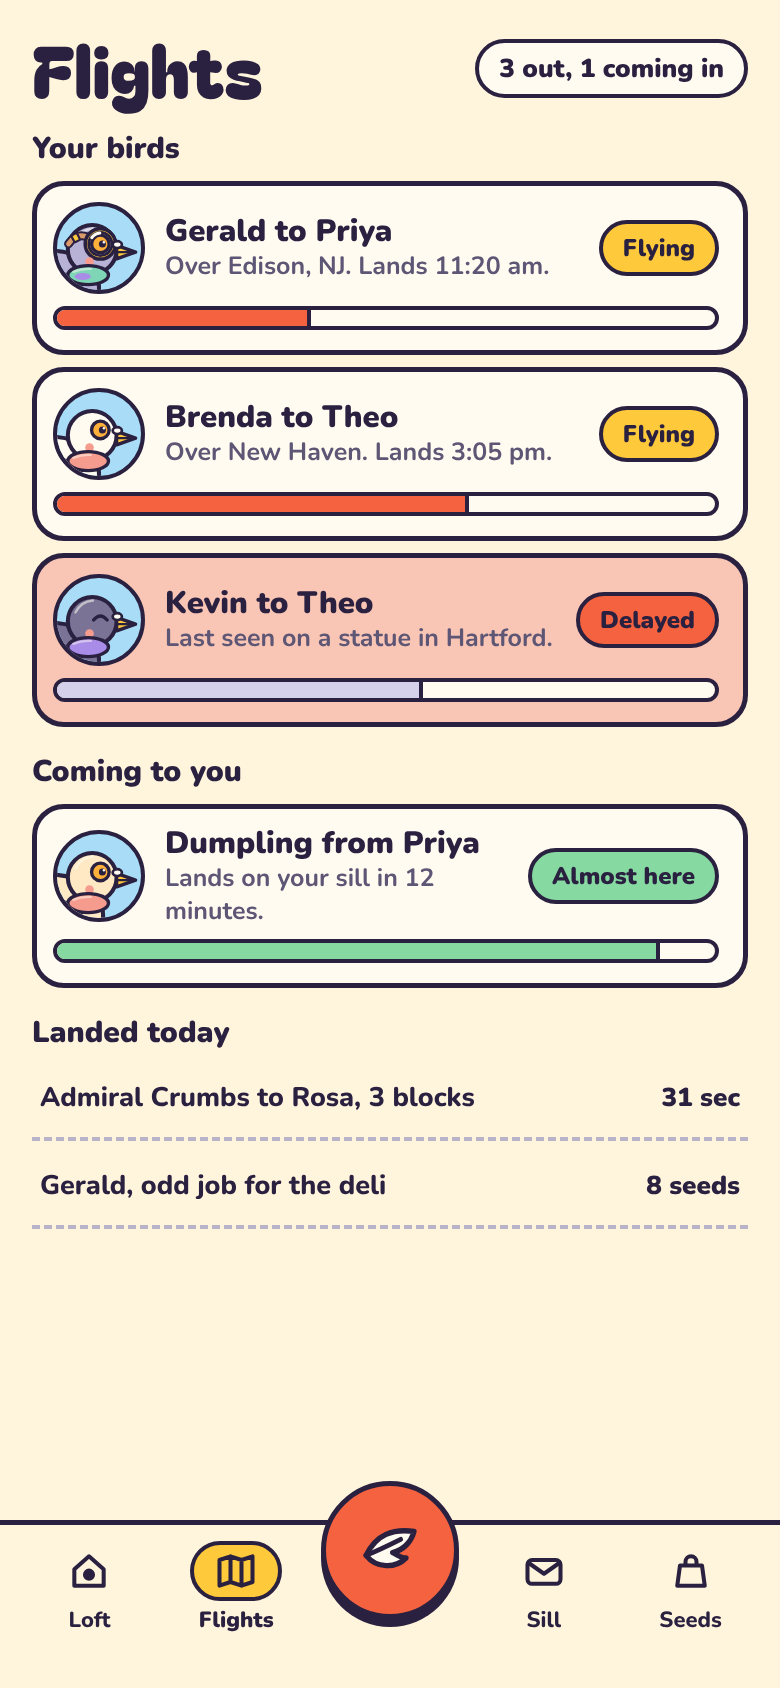 Flights
3 out, 1 coming in
Your birds
Gerald to Priya
Over Edison, NJ. Lands 11:20 am.
Flying
Brenda to Theo
Over New Haven. Lands 3:05 pm.
Flying
Kevin to Theo
Last seen on a statue in Hartford.
Delayed
Coming to you
Dumpling from Priya
Lands on your sill in 12
minutes.
Almost here
Landed today
Admiral Crumbs to Rosa, 3 blocks
31 sec
Gerald, odd job for the deli
8 seeds
Loft
Flights
Sill
Seeds